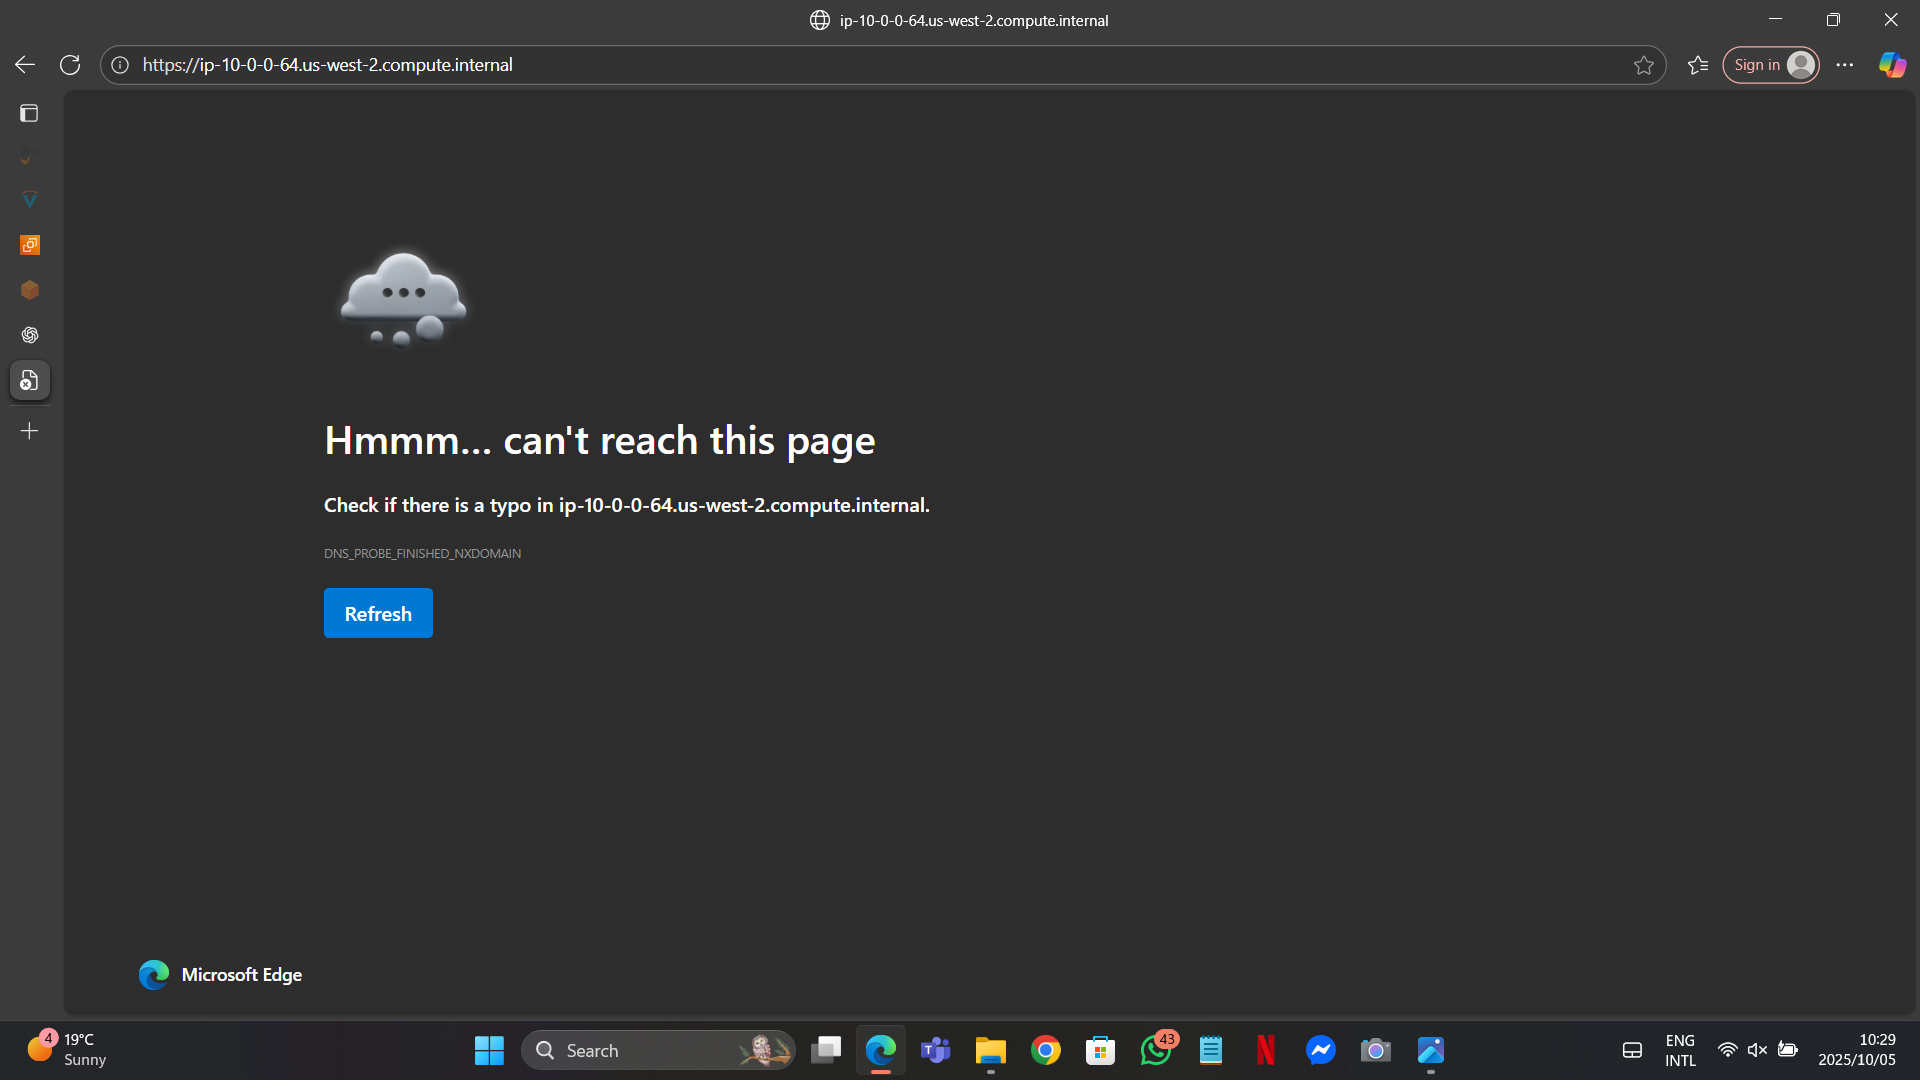 ip-10-0-0-64.us-west-2.compute.internal
https://ip-10-0-0-64.us-west-2.compute.internal
Sign in
Hmmm... can't reach this page
Check if there is a typo in ip-10-0-0-64.us-west-2.compute.internal.
DNS_PROBE_FINISHED_NXDOMAIN
Refresh
Microsoft Edge
4
19°C
Sunny
Search
T
43
N
ENG
INTL
10:29
2025/10/05